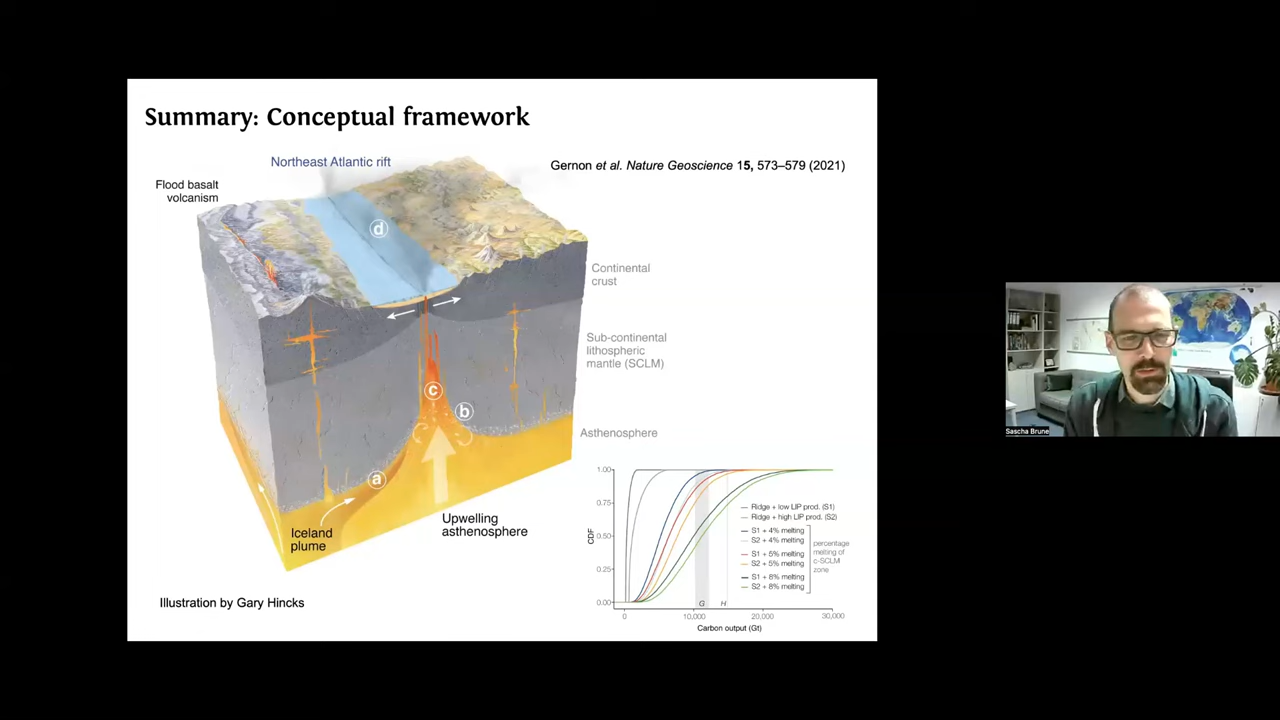 Summary: Conceptual framework
Northeast Atlantic rift
Gernon et al. Nature Geoscience 15, 573–579 (2021)
Flood basalt
volcanism
d
Continental
crust
Sub-continental
lithospheric
mantle (SCLM)
c
b
Asthenosphere
a
Iceland
plume
Upwelling
asthenosphere
Illustration by Gary Hincks
1.00
0.75
0.50
0.25
0.00
CDF
Ridge + low LIP prod. (S1)
Ridge + high LIP prod. (S2)
S1 + 4% melting
S2 + 4% melting
S1 + 5% melting
S2 + 5% melting
S1 + 8% melting
S2 + 8% melting
percentage
melting of
c-SCLM
zone
G
H
0
10,000
20,000
30,000
Carbon output (Gt)
Sascha Brune